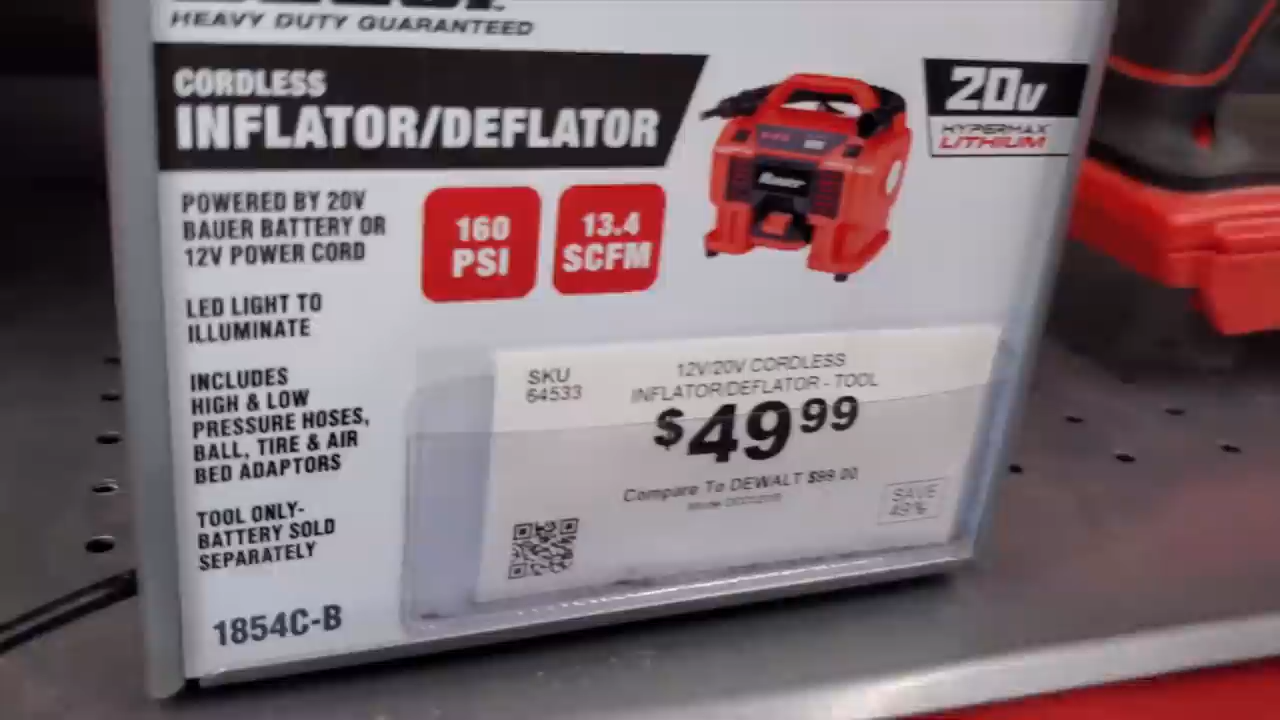 HEAVY DUTY GUARANTEED
CORDLESS
INFLATOR/DEFLATOR
20V
HYPERMAX
LITHIUM
POWERED BY 20V
BAUER BATTERY OR
12V POWER CORD
160
PSI
13.4
SCFM
Bauer
LED LIGHT TO
ILLUMINATE
INCLUDES
HIGH & LOW
PRESSURE HOSES,
BALL, TIRE & AIR
BED ADAPTORS
TOOL ONLY-
BATTERY SOLD
SEPARATELY
1854C-B
SKU
64533
12V/20V CORDLESS
INFLATOR/DEFLATOR - TOOL
$49 99
Compare To DEWALT $99.00
SAVE
49%